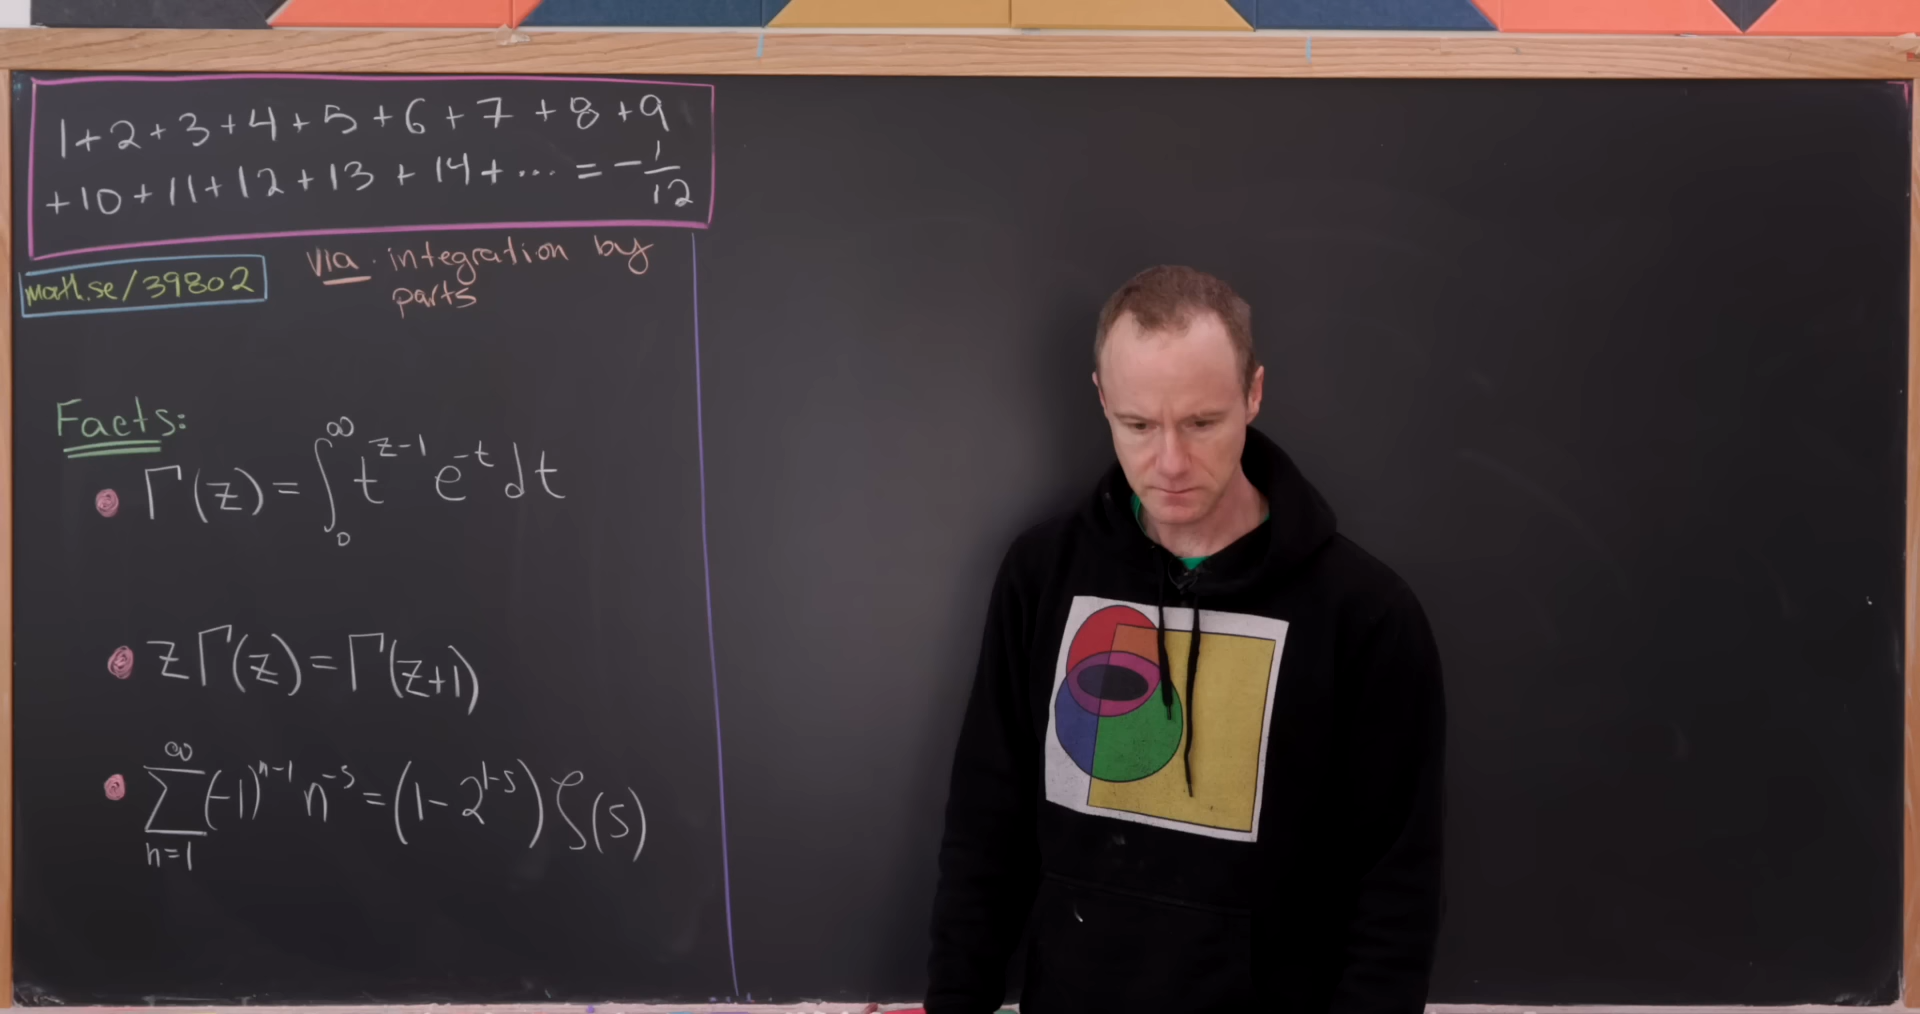 1+2+3+4+5+6+7+8+9
+10+11+12+13+14+⋯=-1/12
via integration by
parts
math.se/39802
Facts:
Γ(z)=∫₀^∞ t^(z-1) e^(-t) dt
zΓ(z)=Γ(z+1)
∑_(n=1)^∞ (-1)^(n-1) n^(-s)=(1-2^(1-s))ζ(s)